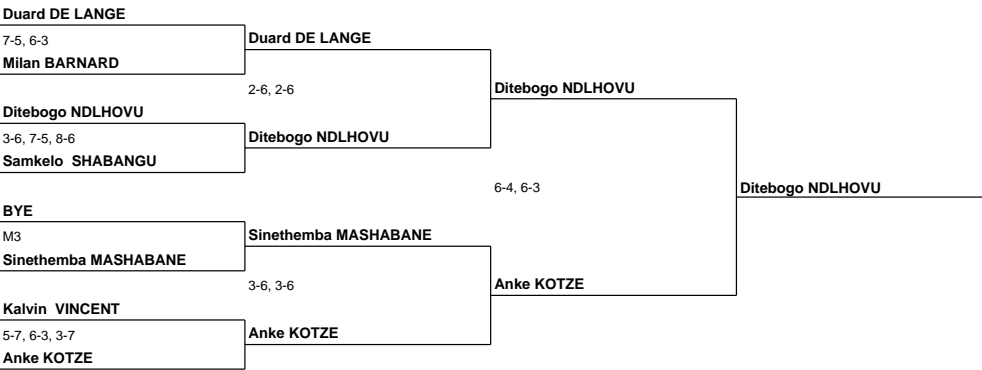 Duard DE LANGE
7-5, 6-3
Duard DE LANGE
Milan BARNARD
2-6, 2-6
Ditebogo NDLHOVU
Ditebogo NDLHOVU
3-6, 7-5, 8-6
Ditebogo NDLHOVU
Samkelo  SHABANGU
6-4, 6-3
Ditebogo NDLHOVU
BYE
M3
Sinethemba MASHABANE
Sinethemba MASHABANE
3-6, 3-6
Anke KOTZE
Kalvin  VINCENT
5-7, 6-3, 3-7
Anke KOTZE
Anke KOTZE